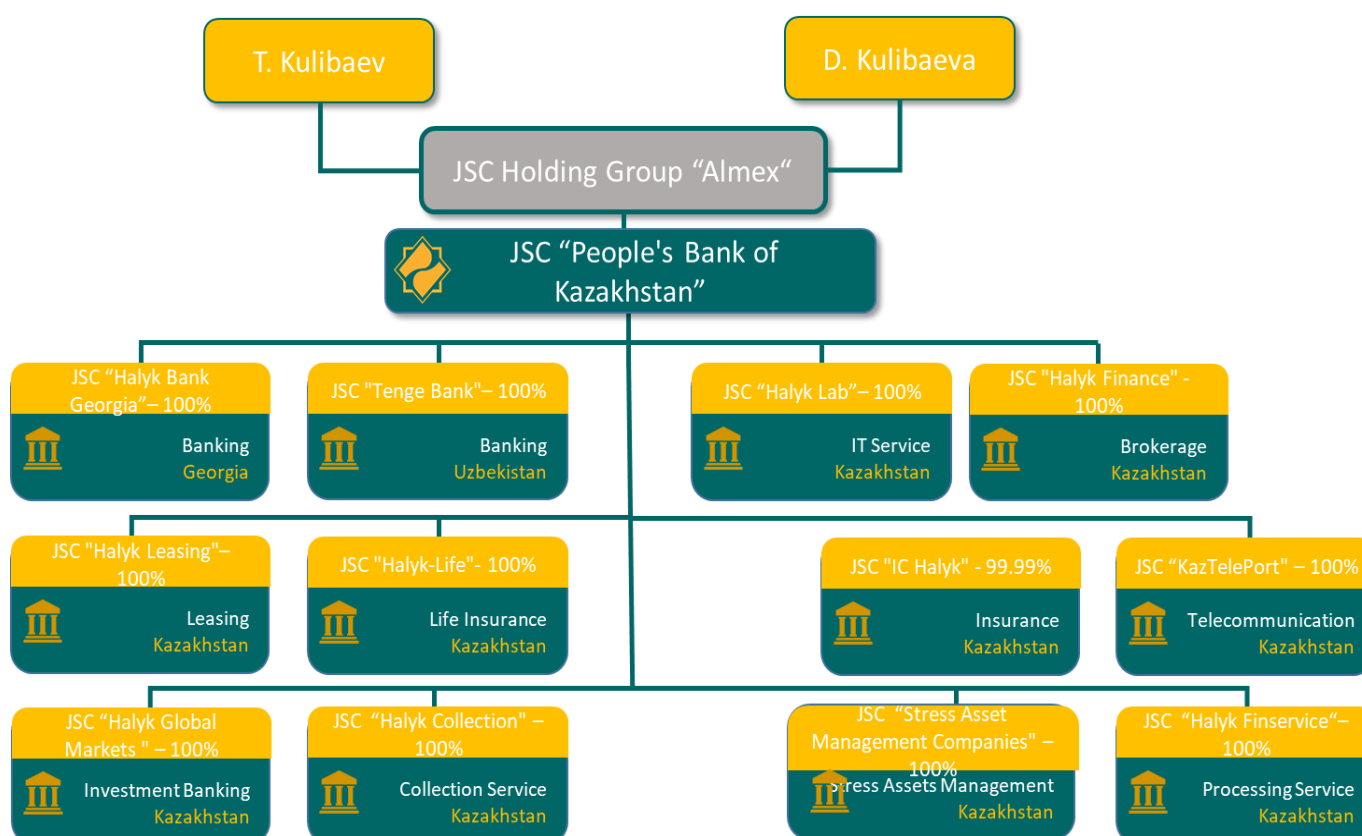 T. Kulibaev
D. Kulibaeva
JSC Holding Group “Almex“
JSC “People's Bank of
Kazakhstan”
JSC “Halyk Bank
Georgia”– 100%
Banking
Georgia
JSC "Tenge Bank"– 100%
Banking
Uzbekistan
JSC “Halyk Lab”– 100%
IT Service
Kazakhstan
JSC "Halyk Finance" -
100%
Brokerage
Kazakhstan
JSC "Halyk Leasing"–
100%
Leasing
Kazakhstan
JSC "Halyk-Life"- 100%
Life Insurance
Kazakhstan
JSC "IC Halyk" - 99.99%
Insurance
Kazakhstan
JSC “KazTelePort" – 100%
Telecommunication
Kazakhstan
JSC “Halyk Global
Markets " – 100%
Investment Banking
Kazakhstan
JSC “Halyk Collection" –
100%
Collection Service
Kazakhstan
JSC “Stress Asset
Management Companies" –
100%
Stress Assets Management
Kazakhstan
JSC “Halyk Finservice“–
100%
Processing Service
Kazakhstan